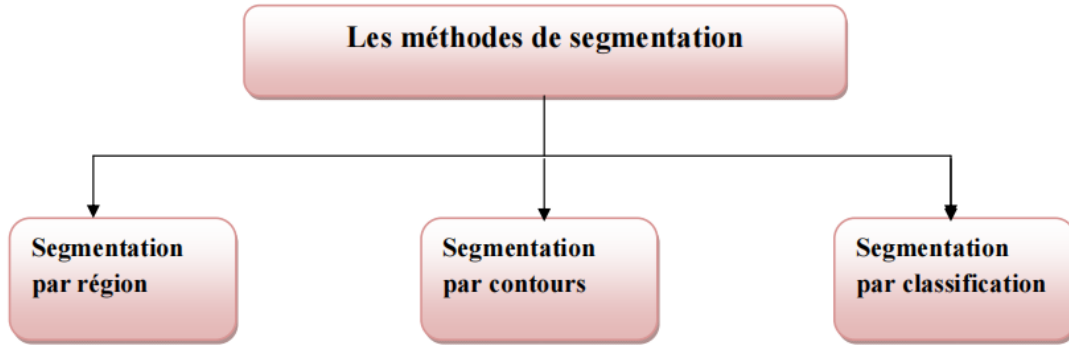 Les méthodes de segmentation
Segmentation
par région
Segmentation
par contours
Segmentation
par classification